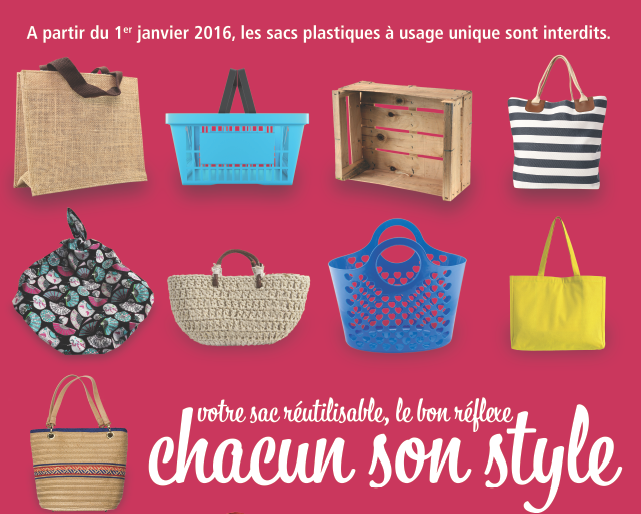 A partir du 1er janvier 2016, les sacs plastiques à usage unique sont interdits.
votre sac réutilisable, le bon réflexe
chacun son style